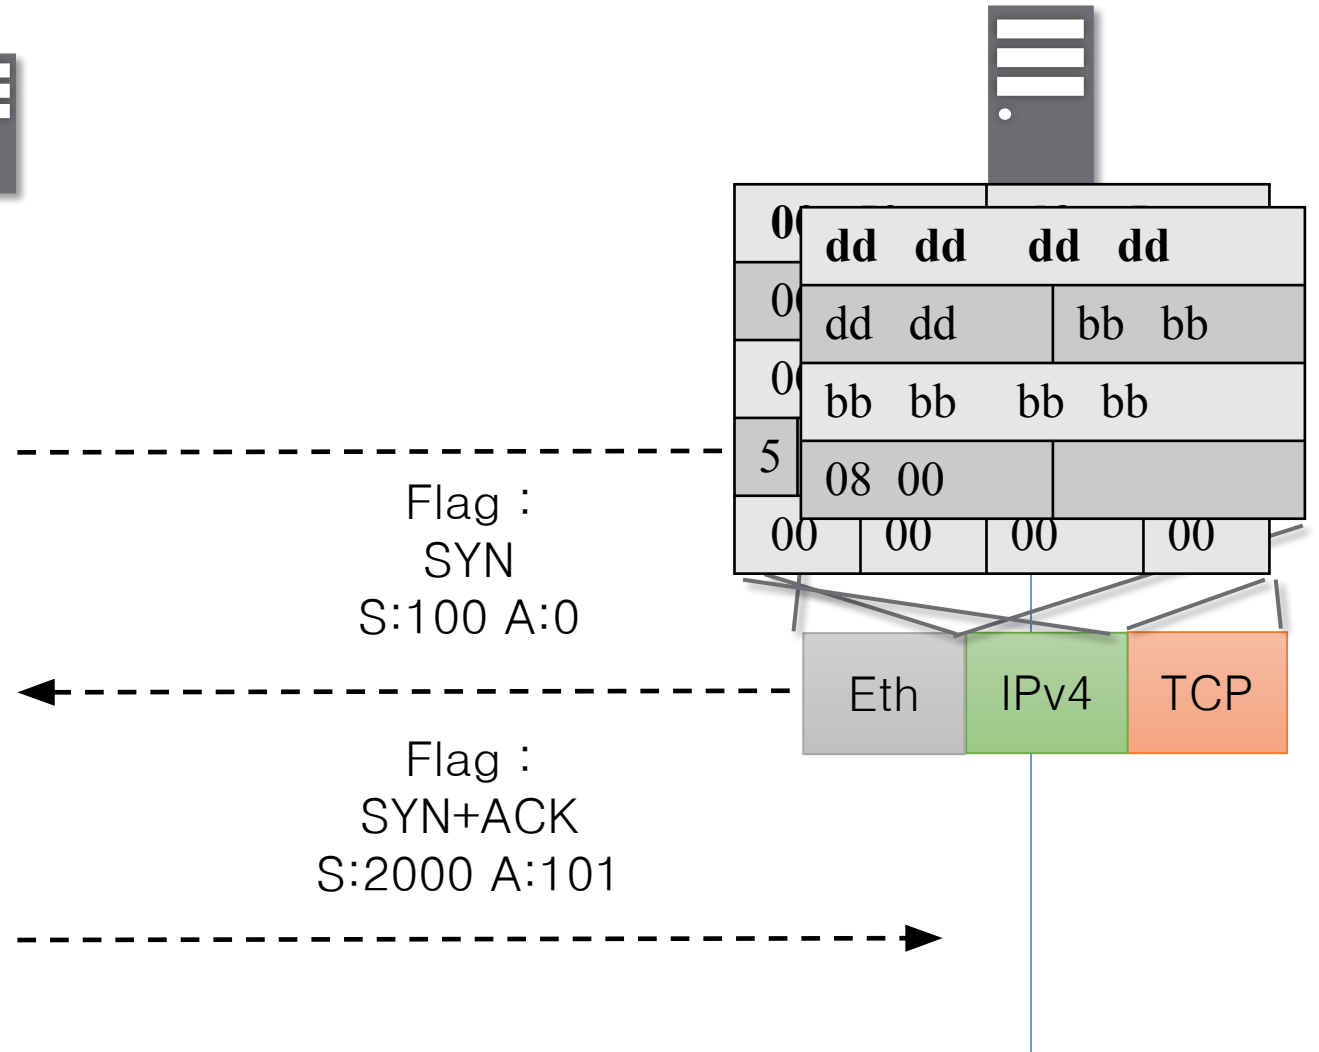 dd dd dd dd
dd dd bb bb
bb bb bb bb
5
08 00
00 00 00 00
Flag :
SYN
S:100 A:0
Eth IPv4 TCP
Flag :
SYN+ACK
S:2000 A:101